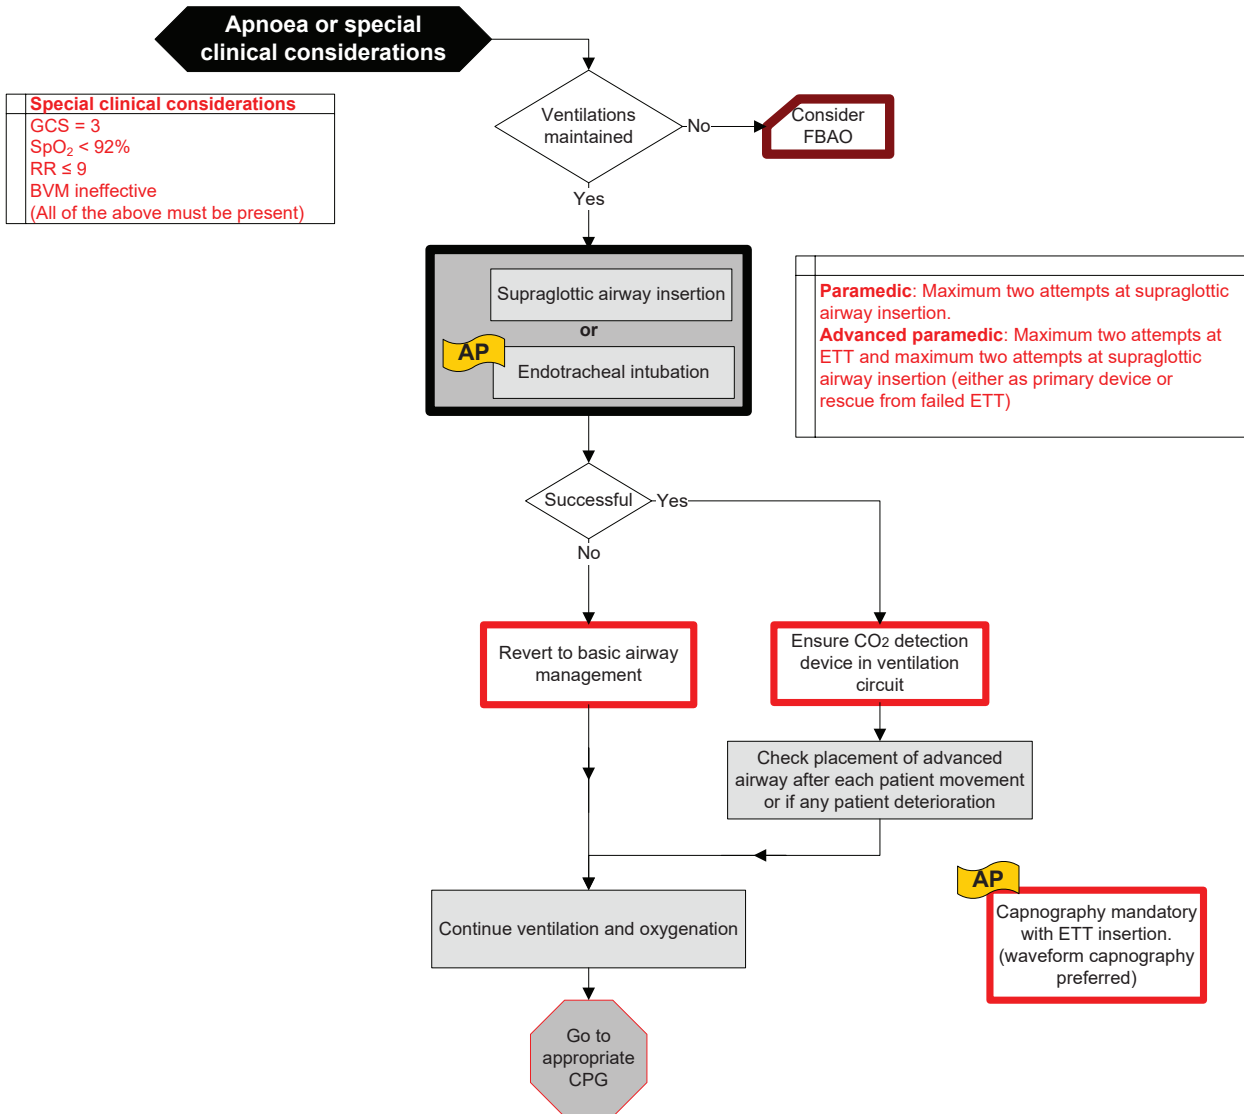 Apnoea or special
clinical considerations
Special clinical considerations
GCS = 3
SpO₂ < 92%
RR ≤ 9
BVM ineffective
(All of the above must be present)
Ventilations
maintained
No
Consider
FBAO
Yes
Supraglottic airway insertion
or
AP
Endotracheal intubation
Paramedic: Maximum two attempts at supraglottic
airway insertion.
Advanced paramedic: Maximum two attempts at
ETT and maximum two attempts at supraglottic
airway insertion (either as primary device or
rescue from failed ETT)
Successful
Yes
No
Revert to basic airway
management
Ensure CO2 detection
device in ventilation
circuit
Check placement of advanced
airway after each patient movement
or if any patient deterioration
Continue ventilation and oxygenation
AP
Capnography mandatory
with ETT insertion.
(waveform capnography
preferred)
Go to
appropriate
CPG